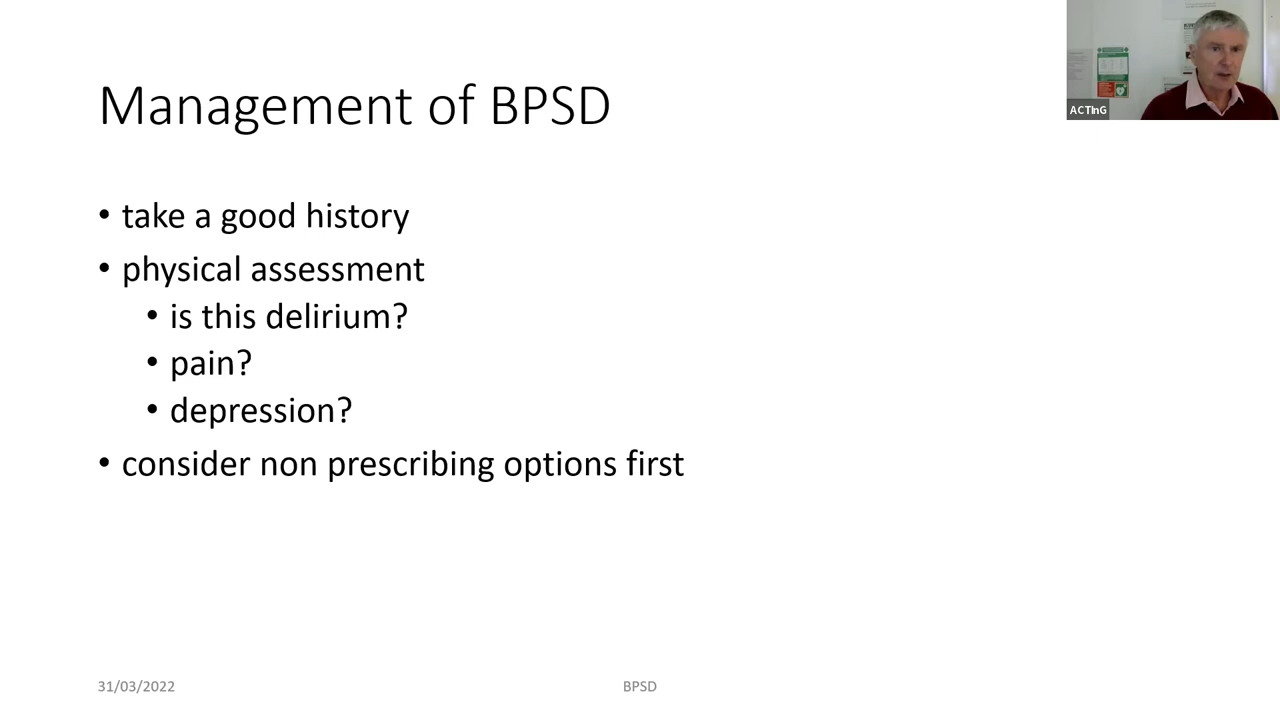 Management of BPSD
ACTInG
• take a good history
• physical assessment
• is this delirium?
• pain?
• depression?
• consider non prescribing options first
31/03/2022
BPSD